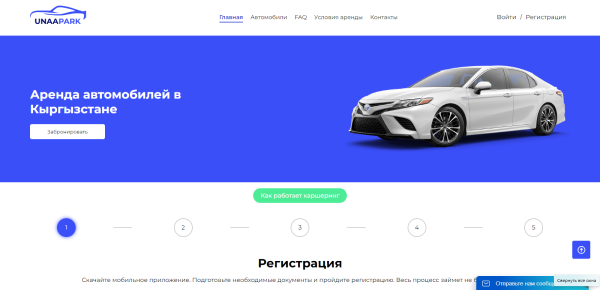 UNAAPARK
Главная Автомобили FAQ Условия аренды Контакты
Войти / Регистрация
Аренда автомобилей в
Кыргызстане
Забронировать
Как работает каршеринг
1 2 3 4 5
Регистрация
Скачайте мобильное приложение. Подготовьте необходимые документы и пройдите регистрацию. Весь процесс займет не б
Отправьте нам сообщ
Свернуть все окна